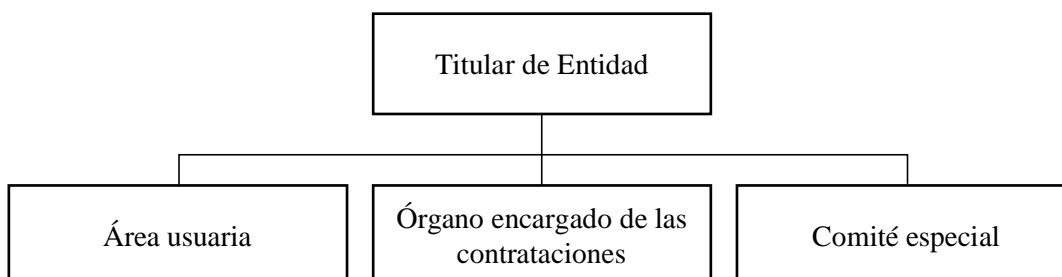 Titular de Entidad
Área usuaria
Órgano encargado de las
contrataciones
Comité especial